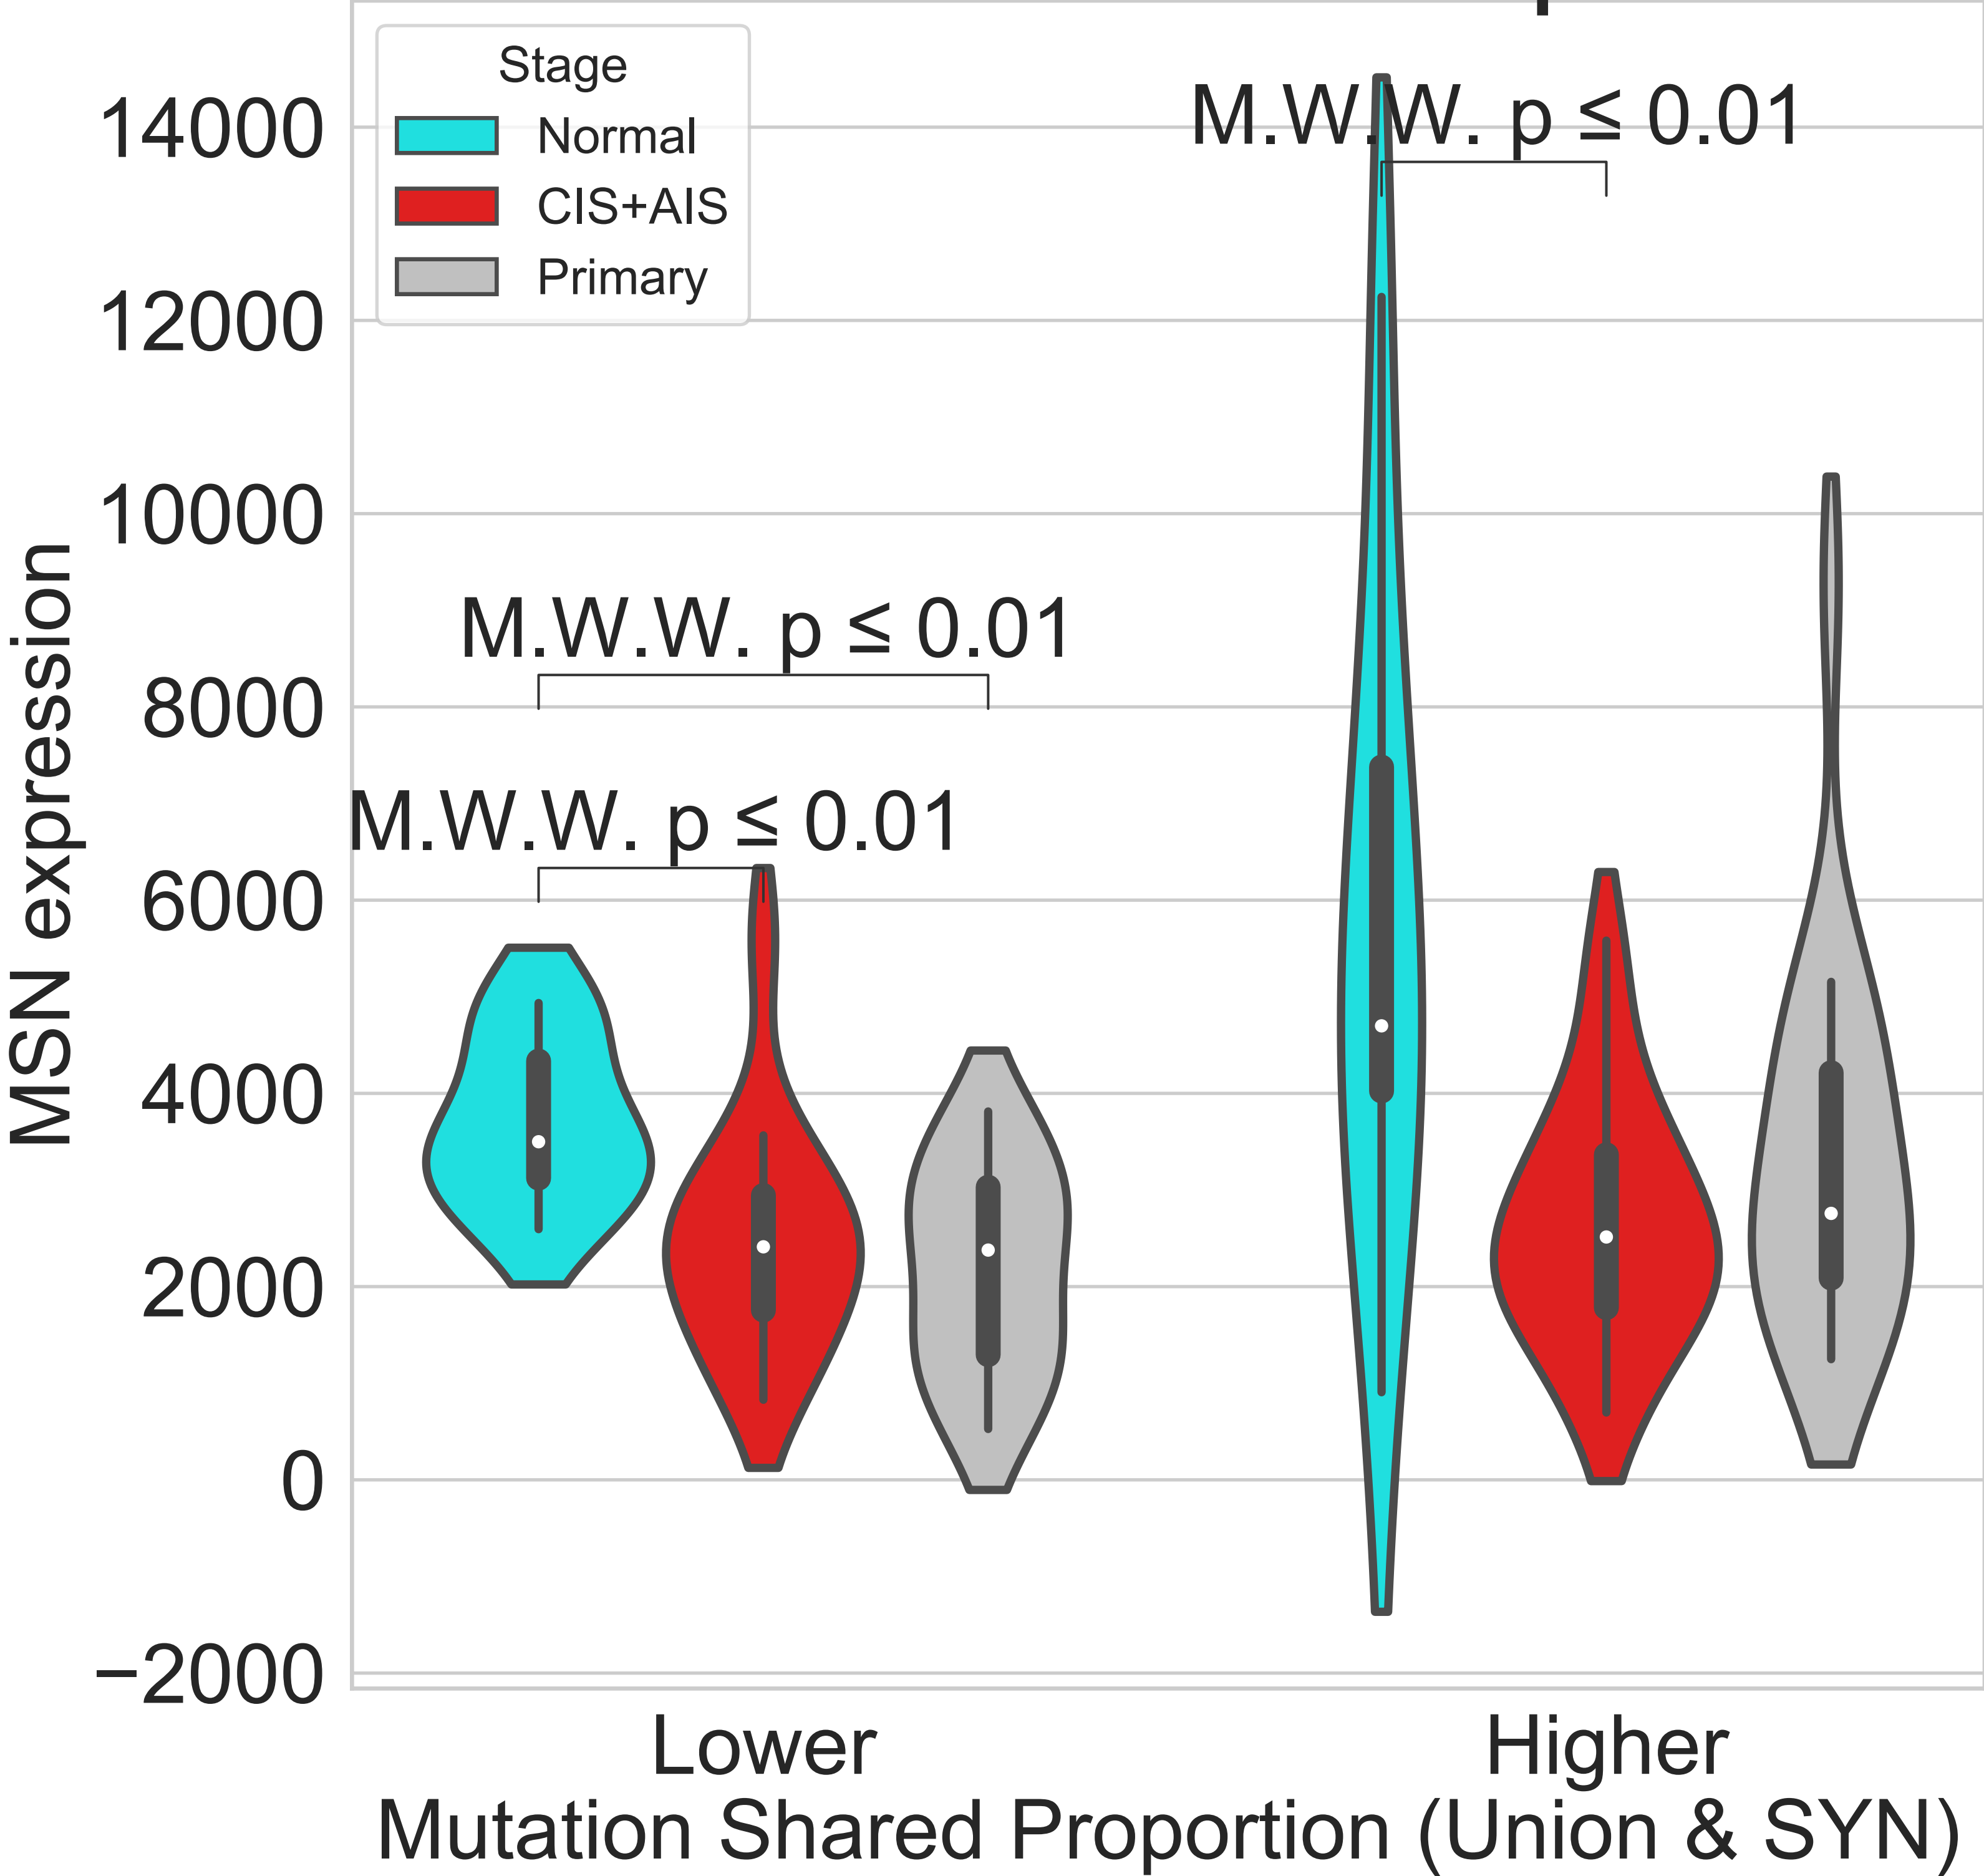 Stage
Normal
CIS+AIS
Primary
M.W.W. p ≤ 0.01
M.W.W. p ≤ 0.01
M.W.W. p ≤ 0.01
14000
12000
10000
8000
6000
4000
2000
0
−2000
MSN expression
Lower
Higher
Mutation Shared Proportion (Union & SYN)